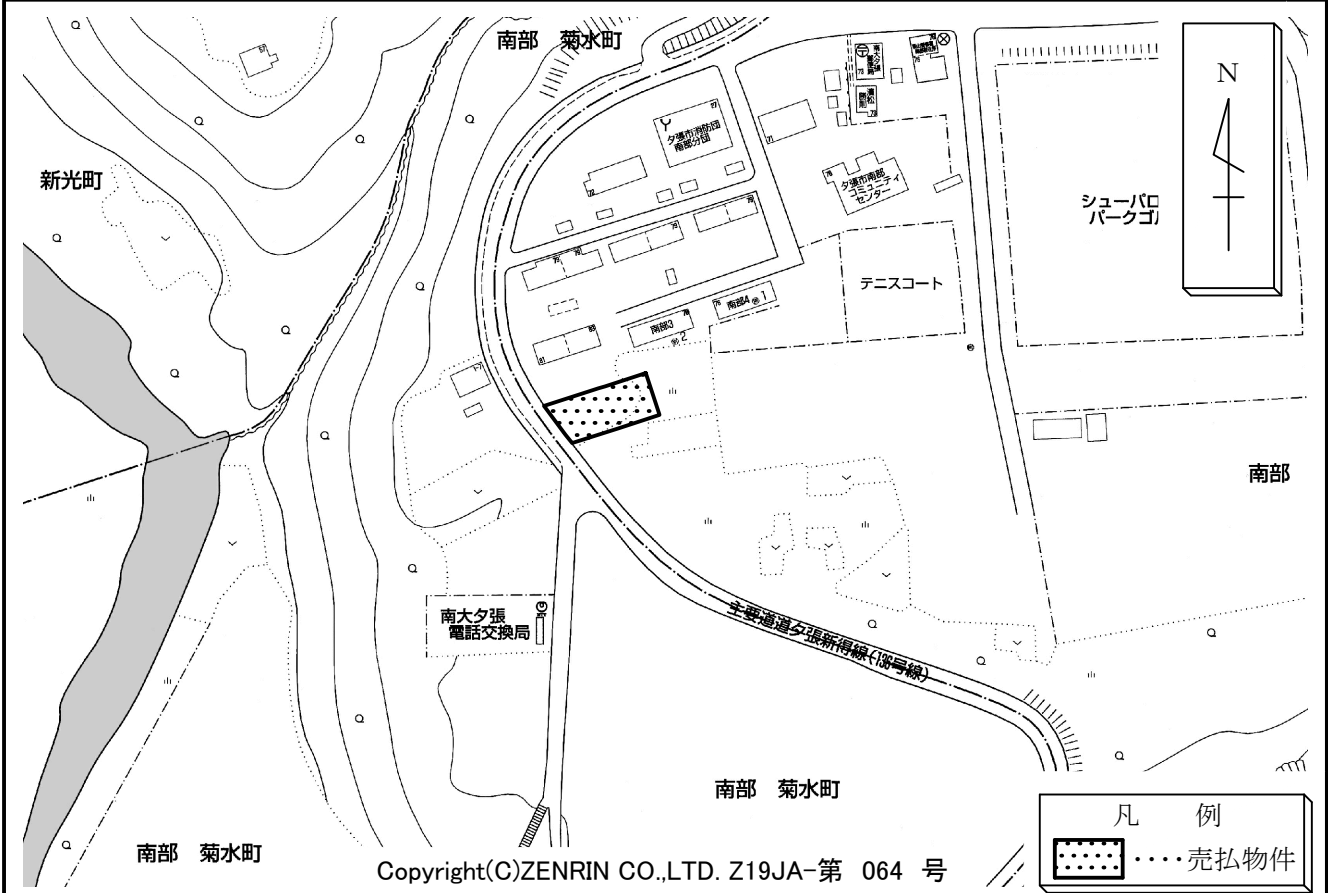 南部 菊水町
新光町
夕張市消防団
南部分団
夕張市南部
コミュニティ
センター
シューパロ
パークゴル
N
テニスコート
南部4
1
南部3
2
南部
南大夕張
電話交換局
主要道道夕張新得線(136号線)
南部 菊水町
南部 菊水町
凡 例
‥‥売払物件
Copyright(C)ZENRIN CO.,LTD. Z19JA-第 064 号